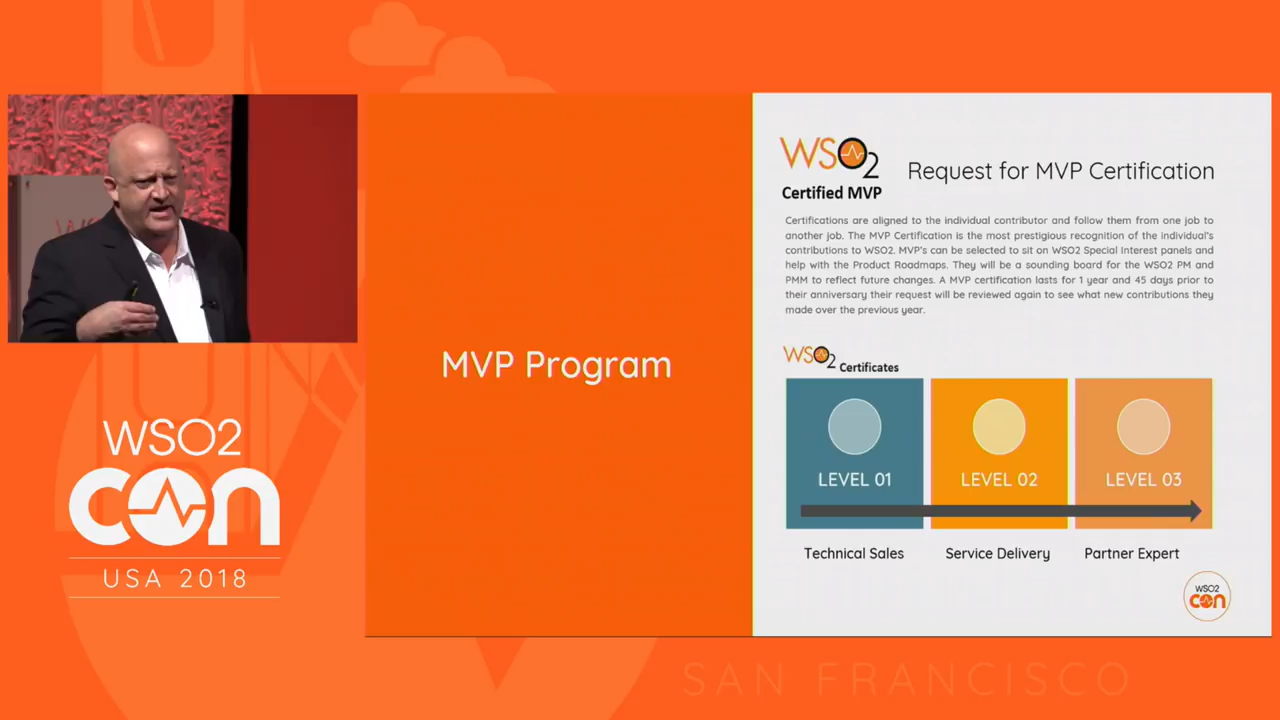 WSO2
con
USA 2018
MVP Program
WSO2
Certified MVP
Request for MVP Certification
Certifications are aligned to the individual contributor and follow them from one job to
another job. The MVP Certification is the most prestigious recognition of the individual's
contributions to WSO2. MVP's can be selected to sit on WSO2 Special Interest panels and
help with the Product Roadmaps. They will be a sounding board for the WSO2 PM and
PMM to reflect future changes. A MVP certification lasts for 1 year and 45 days prior to
their anniversary their request will be reviewed again to see what new contributions they
made over the previous year.
WSO2 Certificates
LEVEL 01 LEVEL 02 LEVEL 03
Technical Sales Service Delivery Partner Expert
WSO2
con
SAN FRANCISCO